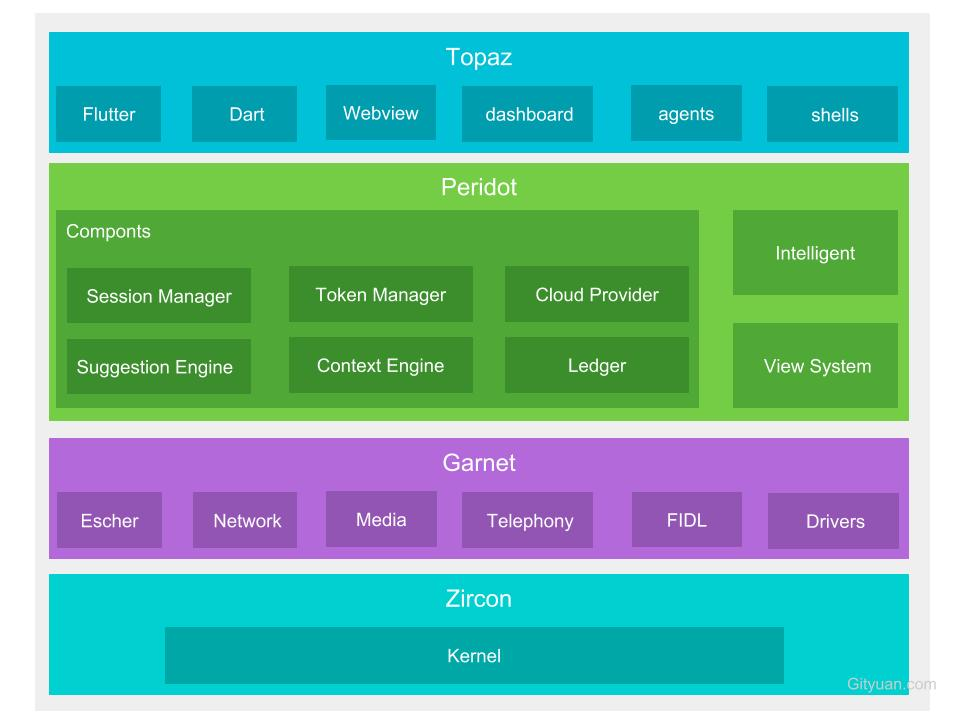 Topaz
Flutter
Dart
Webview
dashboard
agents
shells
Peridot
Componts
Session Manager
Token Manager
Cloud Provider
Suggestion Engine
Context Engine
Ledger
Intelligent
View System
Garnet
Escher
Network
Media
Telephony
FIDL
Drivers
Zircon
Kernel
Gityuan.com